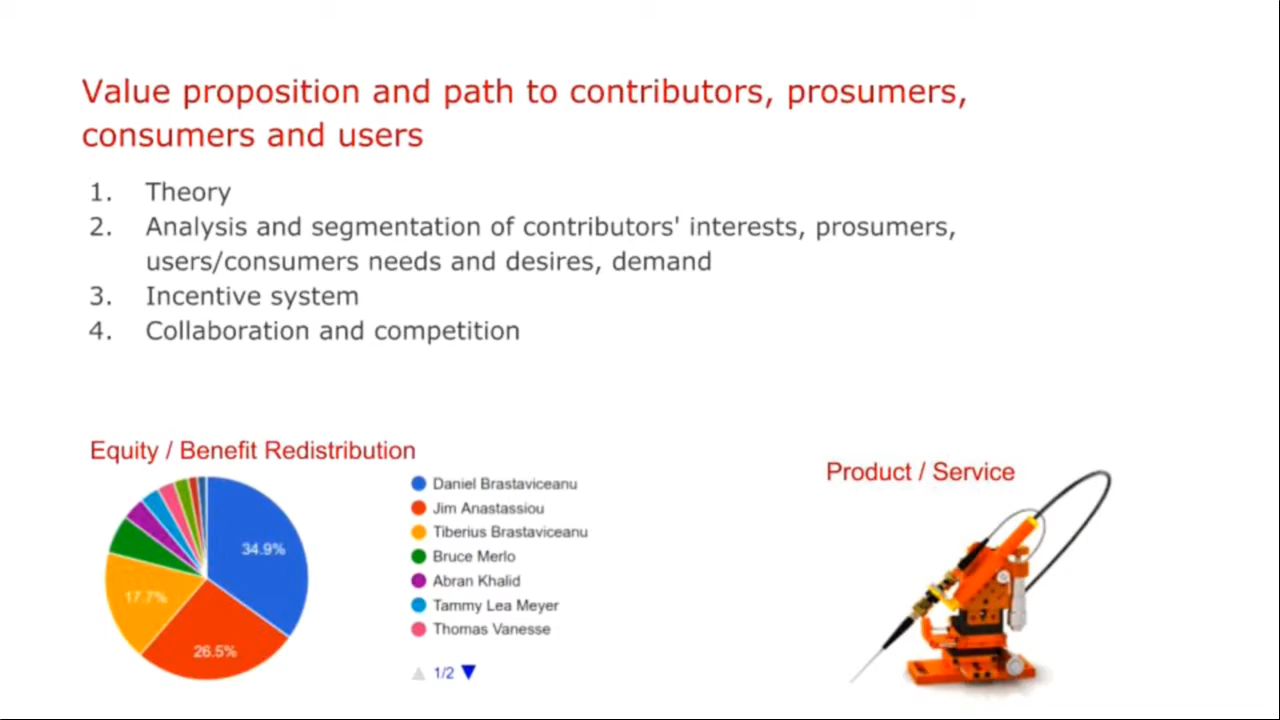 Value proposition and path to contributors, prosumers,
consumers and users
1. Theory
2. Analysis and segmentation of contributors' interests, prosumers,
users/consumers needs and desires, demand
3. Incentive system
4. Collaboration and competition
Equity / Benefit Redistribution
34.9%
26.5%
17.7%
Daniel Brastaviceanu
Jim Anastassiou
Tiberius Brastaviceanu
Bruce Merlo
Abran Khalid
Tammy Lea Meyer
Thomas Vanesse
1/2
Product / Service